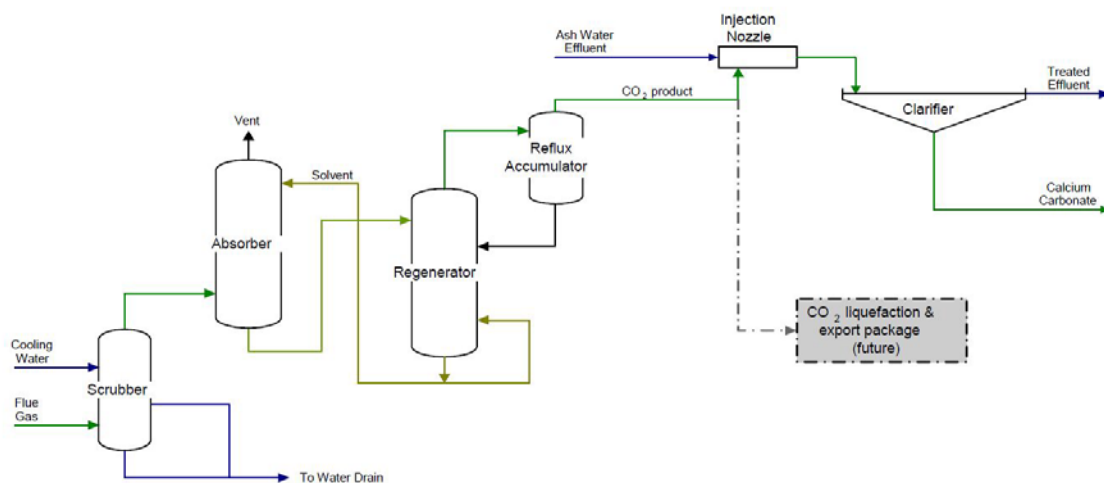 Injection
Nozzle
Ash Water
Effluent
Treated
Effluent
CO2 product
Clarifier
Vent
Reflux
Accumulator
Solvent
Calcium
Carbonate
Absorber
Regenerator
CO2 liquefaction &
export package
(future)
Cooling
Water
Scrubber
Flue
Gas
To Water Drain